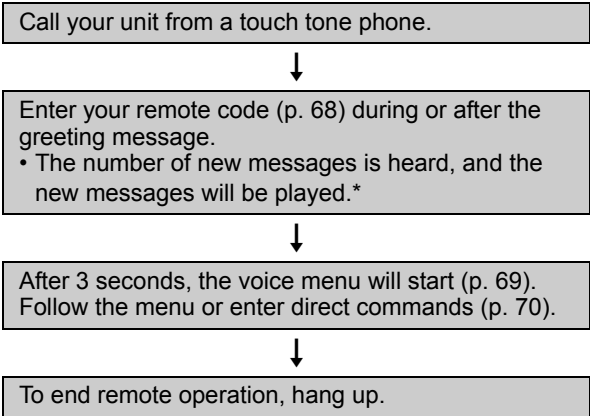 Call your unit from a touch tone phone.
Enter your remote code (p. 68) during or after the
greeting message.
• The number of new messages is heard, and the
new messages will be played.*
After 3 seconds, the voice menu will start (p. 69).
Follow the menu or enter direct commands (p. 70).
To end remote operation, hang up.